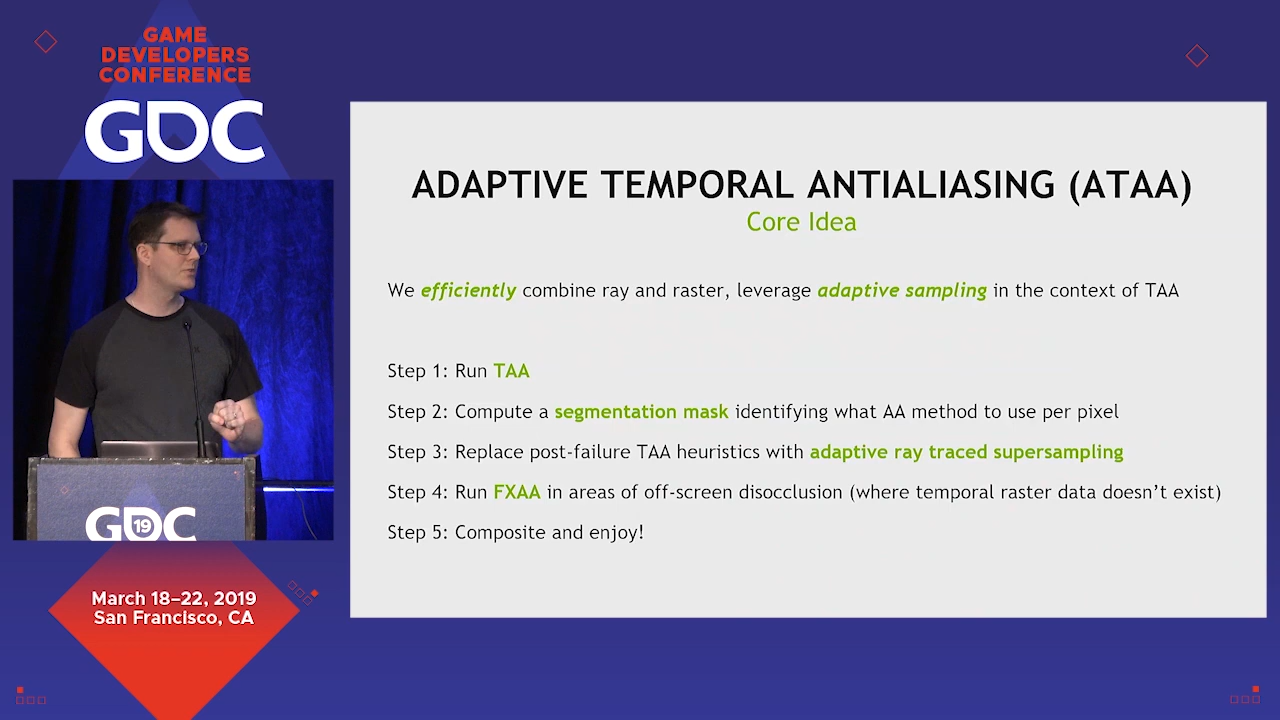 GAME
DEVELOPERS
CONFERENCE
GDC
GDC
19
March 18–22, 2019
San Francisco, CA
ADAPTIVE TEMPORAL ANTIALIASING (ATAA)
Core Idea
We efficiently combine ray and raster, leverage adaptive sampling in the context of TAA
Step 1: Run TAA
Step 2: Compute a segmentation mask identifying what AA method to use per pixel
Step 3: Replace post-failure TAA heuristics with adaptive ray traced supersampling
Step 4: Run FXAA in areas of off-screen disocclusion (where temporal raster data doesn't exist)
Step 5: Composite and enjoy!